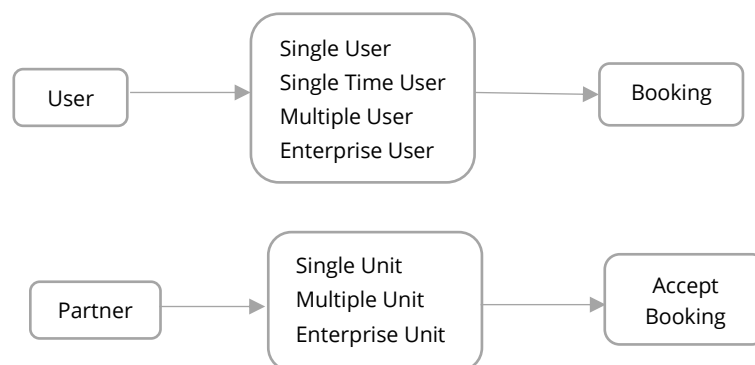 User
Single User
Single Time User
Multiple User
Enterprise User
Booking
Partner
Single Unit
Multiple Unit
Enterprise Unit
Accept
Booking